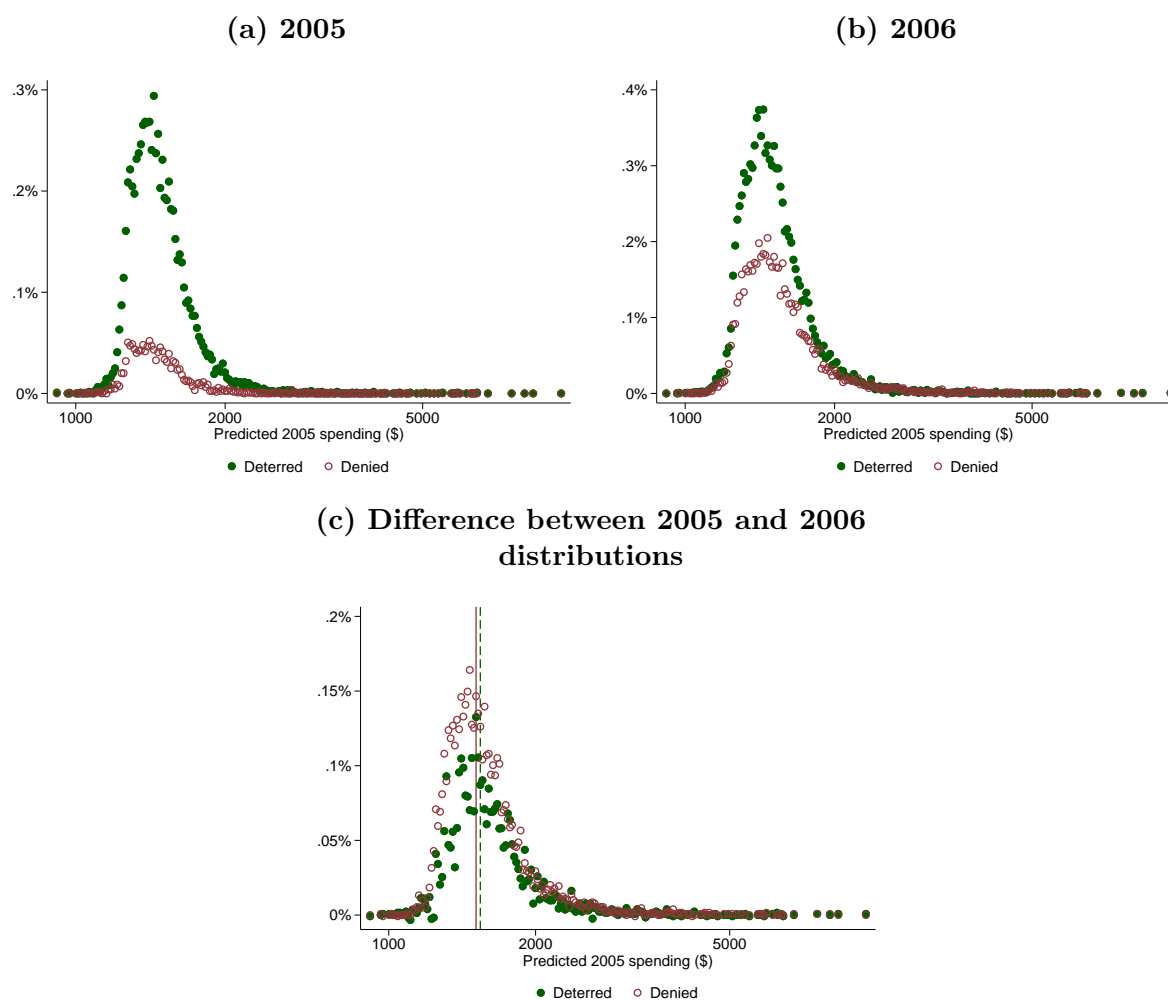 (a) 2005
.3%
.2%
.1%
0%
1000 2000 5000
Predicted 2005 spending ($)
Deterred Denied
(b) 2006
.4%
.3%
.2%
.1%
0%
1000 2000 5000
Predicted 2005 spending ($)
Deterred Denied
(c) Difference between 2005 and 2006
distributions
.2%
.15%
.1%
.05%
0%
1000 2000 5000
Predicted 2005 spending ($)
Deterred Denied